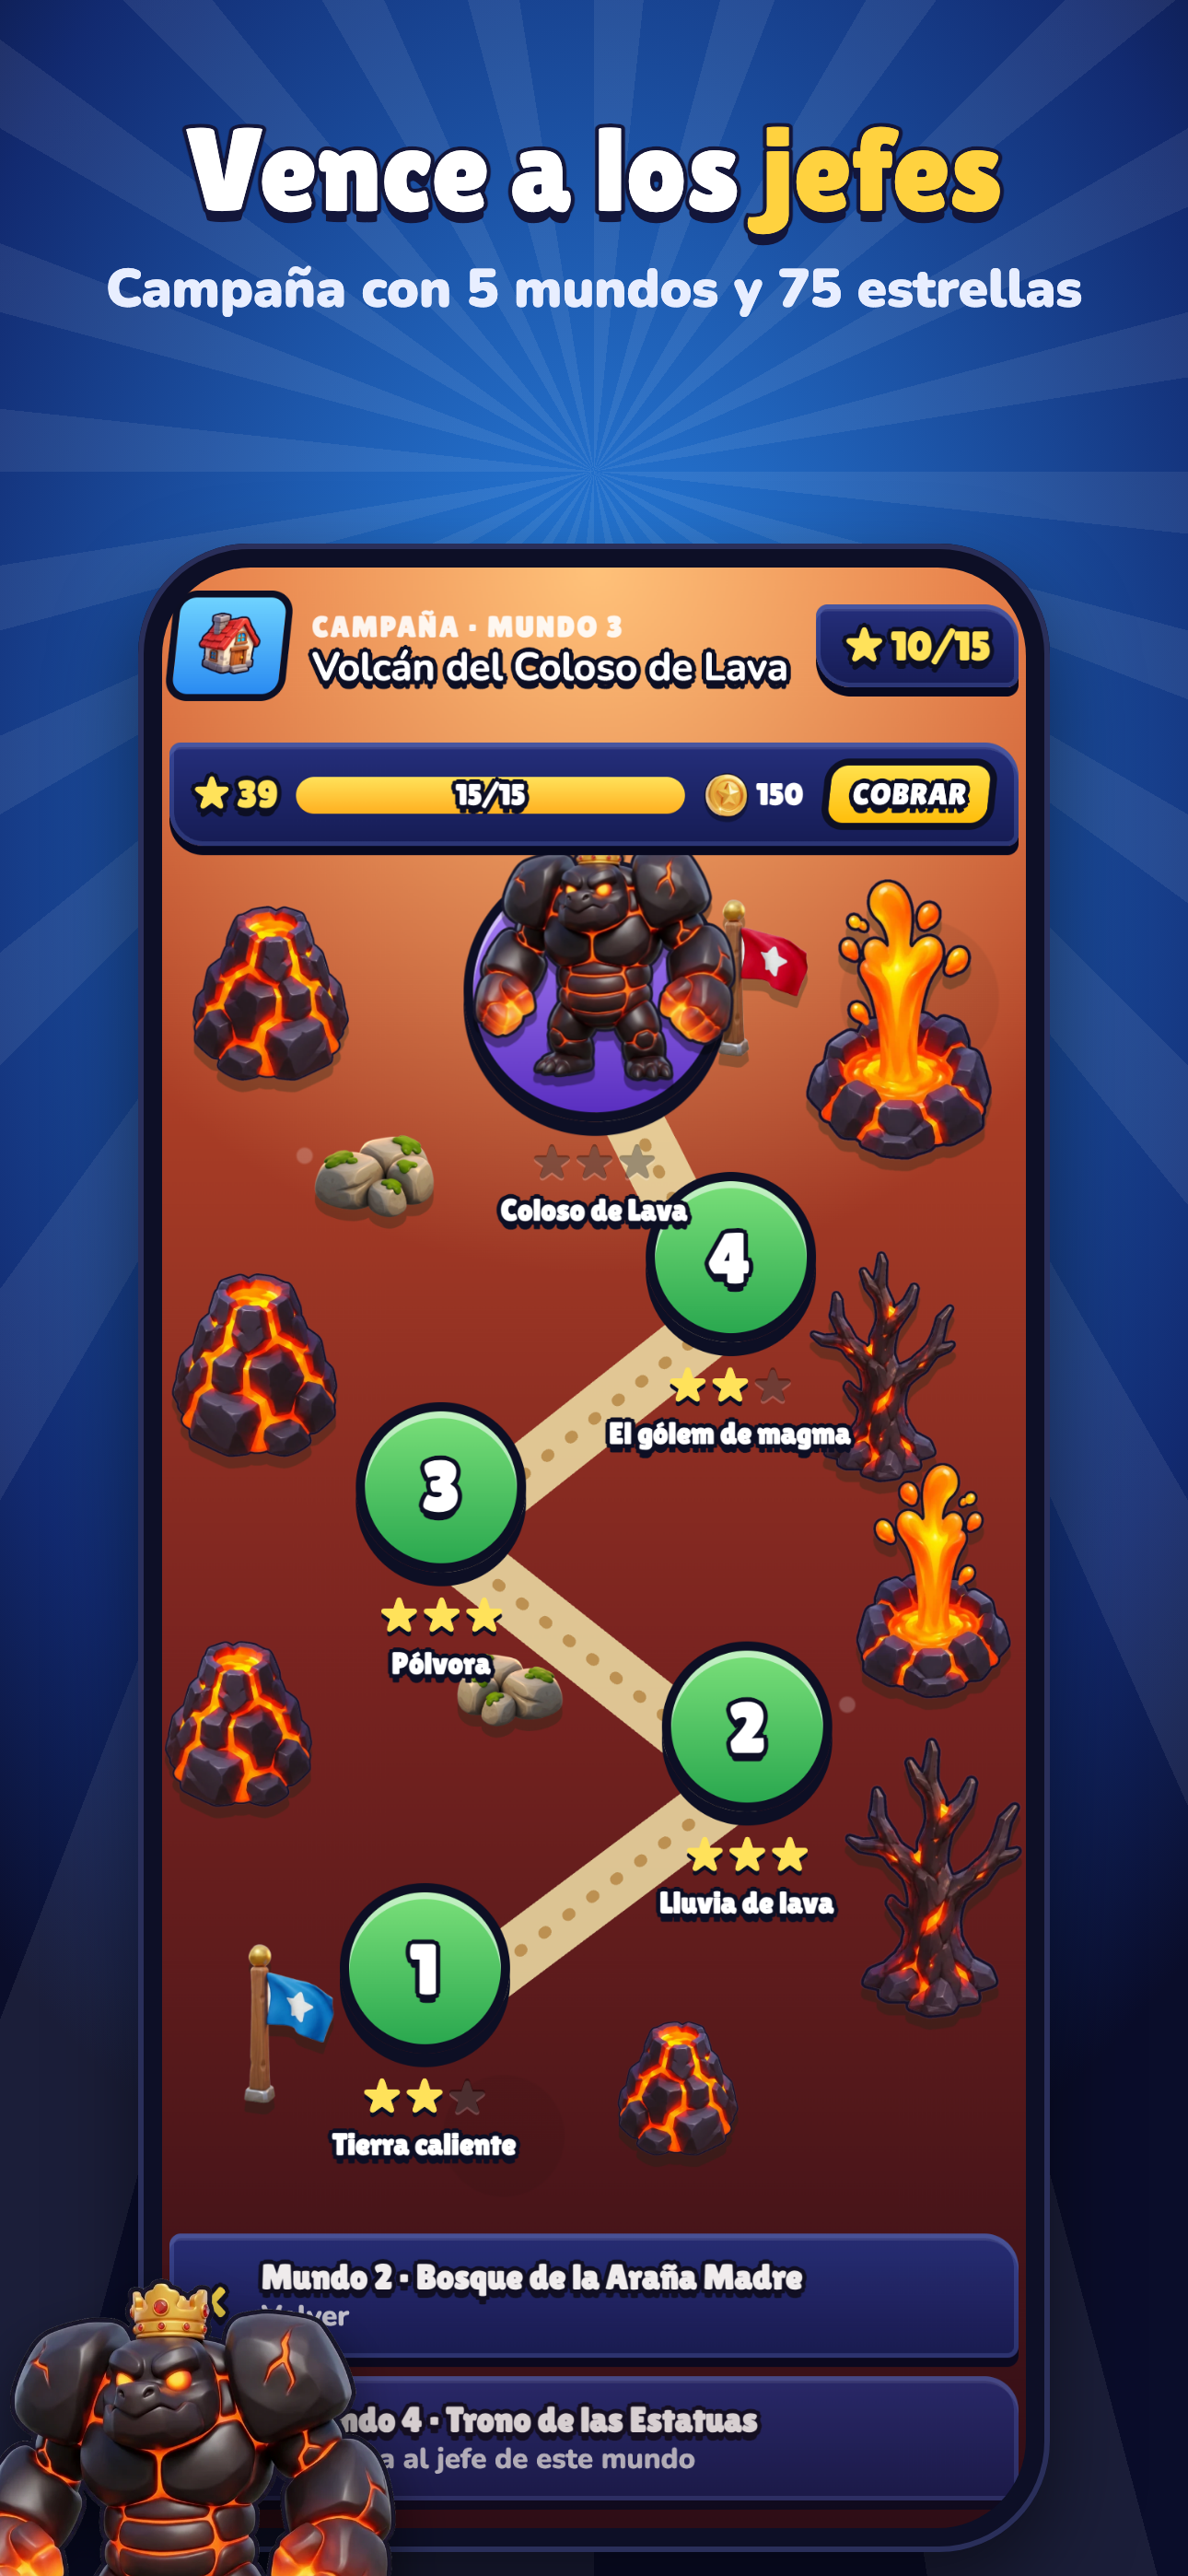 Vence a los jefes
Campaña con 5 mundos y 75 estrellas
CAMPAÑA · MUNDO 3
Volcán del Coloso de Lava
10/15
39
15/15
150
COBRAR
Coloso de Lava
4
El gólem de magma
3
Pólvora
2
Lluvia de lava
1
Tierra caliente
Mundo 2 · Bosque de la Araña Madre
4 · Trono de las Estatuas
al jefe de este mundo